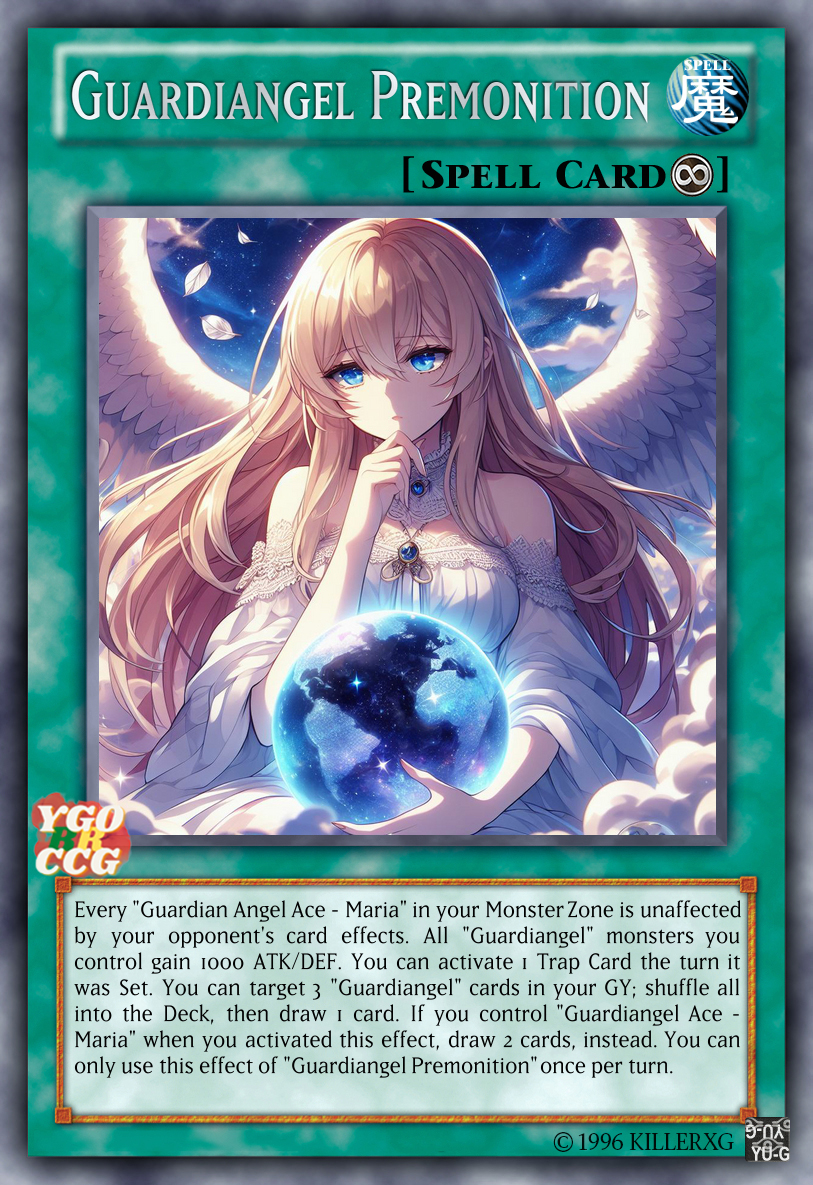 Guardiangel Premonition
SPELL
魔
[Spell Card∞]
YGO
RR
CCG
Every "Guardian Angel Ace - Maria" in your Monster Zone is unaffected
by your opponent's card effects. All "Guardiangel" monsters you
control gain 1000 ATK/DEF. You can activate 1 Trap Card the turn it
was Set. You can target 3 "Guardiangel" cards in your GY; shuffle all
into the Deck, then draw 1 card. If you control "Guardiangel Ace -
Maria" when you activated this effect, draw 2 cards, instead. You can
only use this effect of "Guardiangel Premonition" once per turn.
© 1996 KILLERXG
YU-G